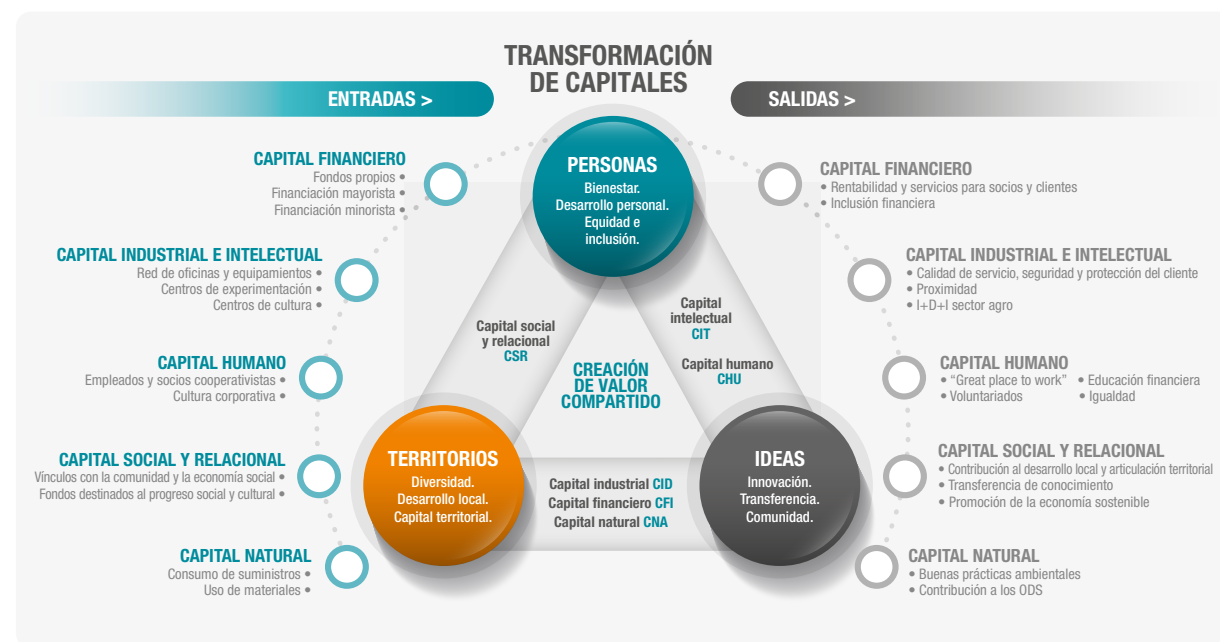 TRANSFORMACIÓN
DE CAPITALES
ENTRADAS >
SALIDAS >
CAPITAL FINANCIERO
Fondos propios •
Financiación mayorista •
Financiación minorista •
CAPITAL INDUSTRIAL E INTELECTUAL
Red de oficinas y equipamientos •
Centros de experimentación •
Centros de cultura •
CAPITAL HUMANO
Empleados y socios cooperativistas •
Cultura corporativa •
CAPITAL SOCIAL Y RELACIONAL
Vínculos con la comunidad y la economía social •
Fondos destinados al progreso social y cultural •
CAPITAL NATURAL
Consumo de suministros •
Uso de materiales •
PERSONAS
Bienestar.
Desarrollo personal.
Equidad e
inclusión.
Capital social
y relacional
CSR
Capital
intelectual
CIT
Capital humano
CHU
CREACIÓN
DE VALOR
COMPARTIDO
TERRITORIOS
Diversidad.
Desarrollo local.
Capital territorial.
Capital industrial CID
Capital financiero CFI
Capital natural CNA
IDEAS
Innovación.
Transferencia.
Comunidad.
CAPITAL FINANCIERO
• Rentabilidad y servicios para socios y clientes
• Inclusión financiera
CAPITAL INDUSTRIAL E INTELECTUAL
• Calidad de servicio, seguridad y protección del cliente
• Proximidad
• I+D+I sector agro
CAPITAL HUMANO
• “Great place to work” • Educación financiera
• Voluntariados • Igualdad
CAPITAL SOCIAL Y RELACIONAL
• Contribución al desarrollo local y articulación territorial
• Transferencia de conocimiento
• Promoción de la economía sostenible
CAPITAL NATURAL
• Buenas prácticas ambientales
• Contribución a los ODS